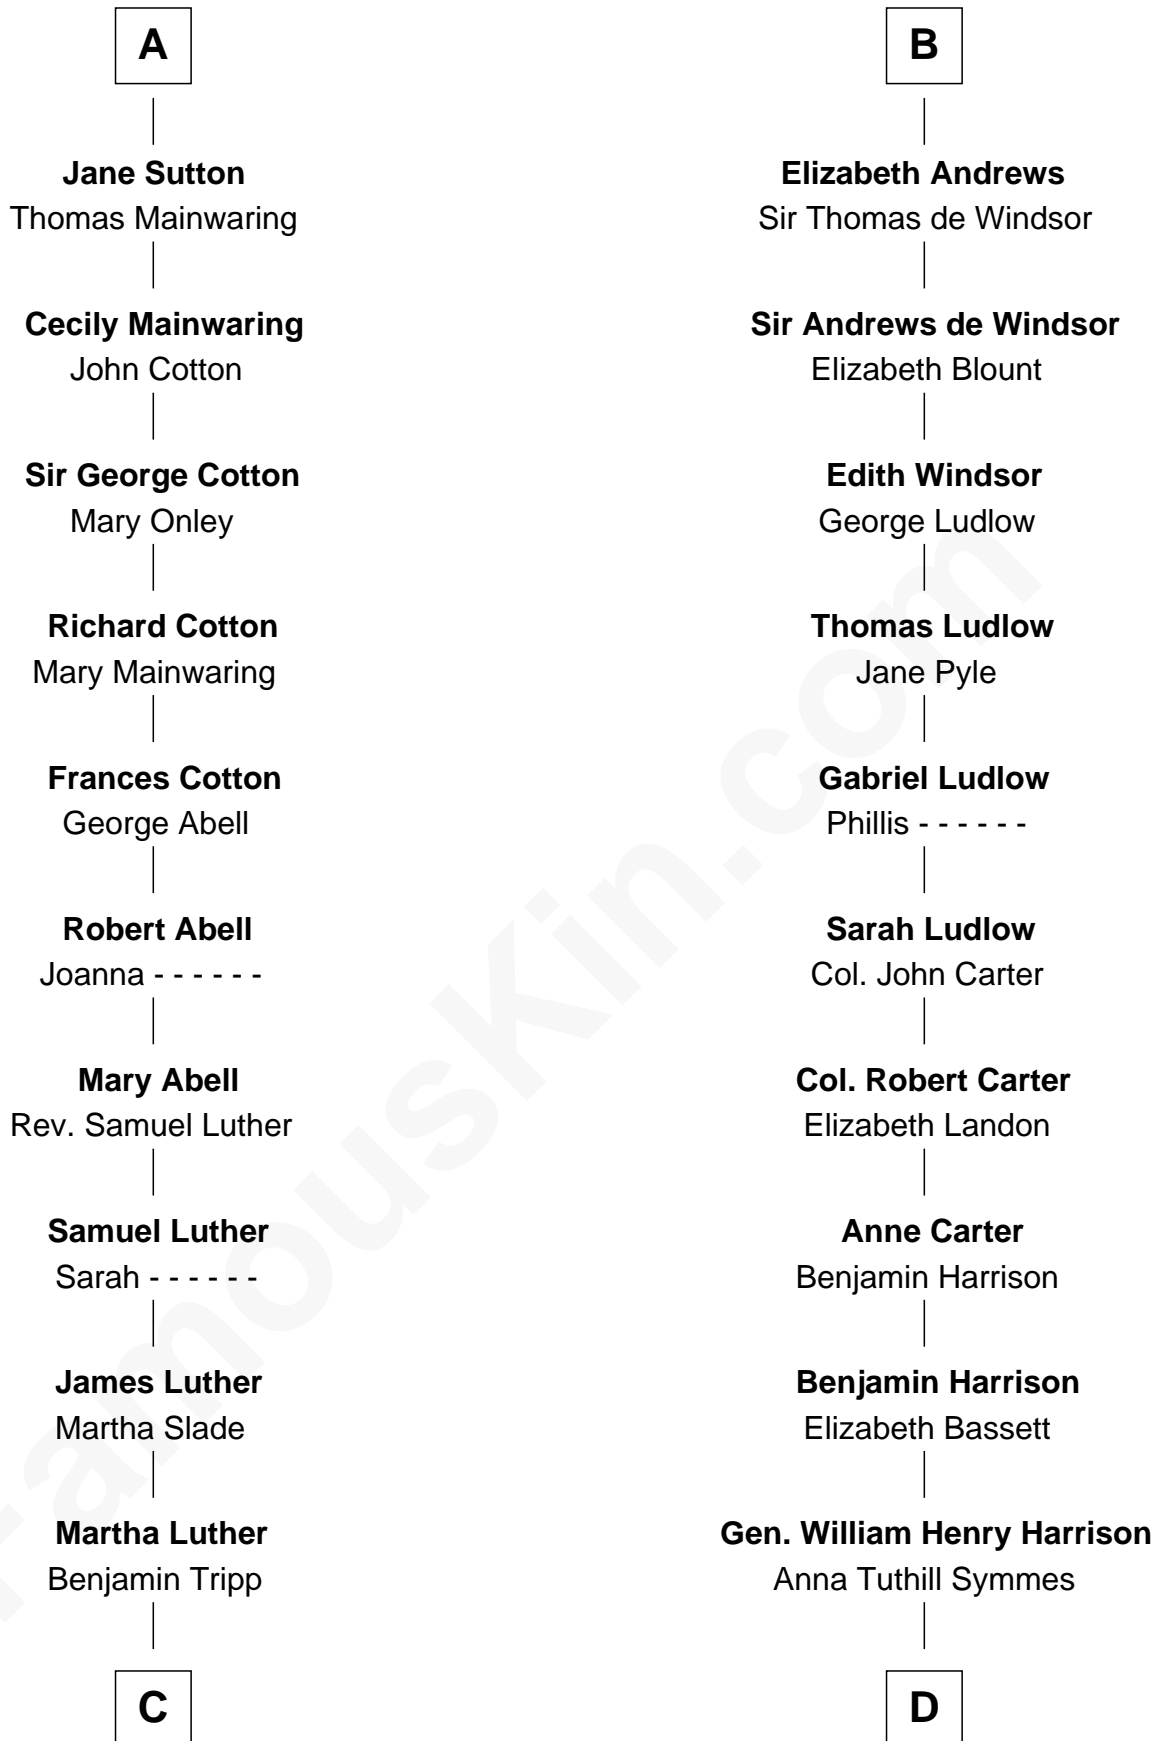 A
Jane Sutton
Thomas Mainwaring
Cecily Mainwaring
John Cotton
Sir George Cotton
Mary Onley
Richard Cotton
Mary Mainwaring
Frances Cotton
George Abell
Robert Abell
Joanna - - - - - -
Mary Abell
Rev. Samuel Luther
Samuel Luther
Sarah - - - - - -
James Luther
Martha Slade
Martha Luther
Benjamin Tripp
C
B
Elizabeth Andrews
Sir Thomas de Windsor
Sir Andrews de Windsor
Elizabeth Blount
Edith Windsor
George Ludlow
Thomas Ludlow
Jane Pyle
Gabriel Ludlow
Phillis - - - - - -
Sarah Ludlow
Col. John Carter
Col. Robert Carter
Elizabeth Landon
Anne Carter
Benjamin Harrison
Benjamin Harrison
Elizabeth Bassett
Gen. William Henry Harrison
Anna Tuthill Symmes
D
FamousKin.com